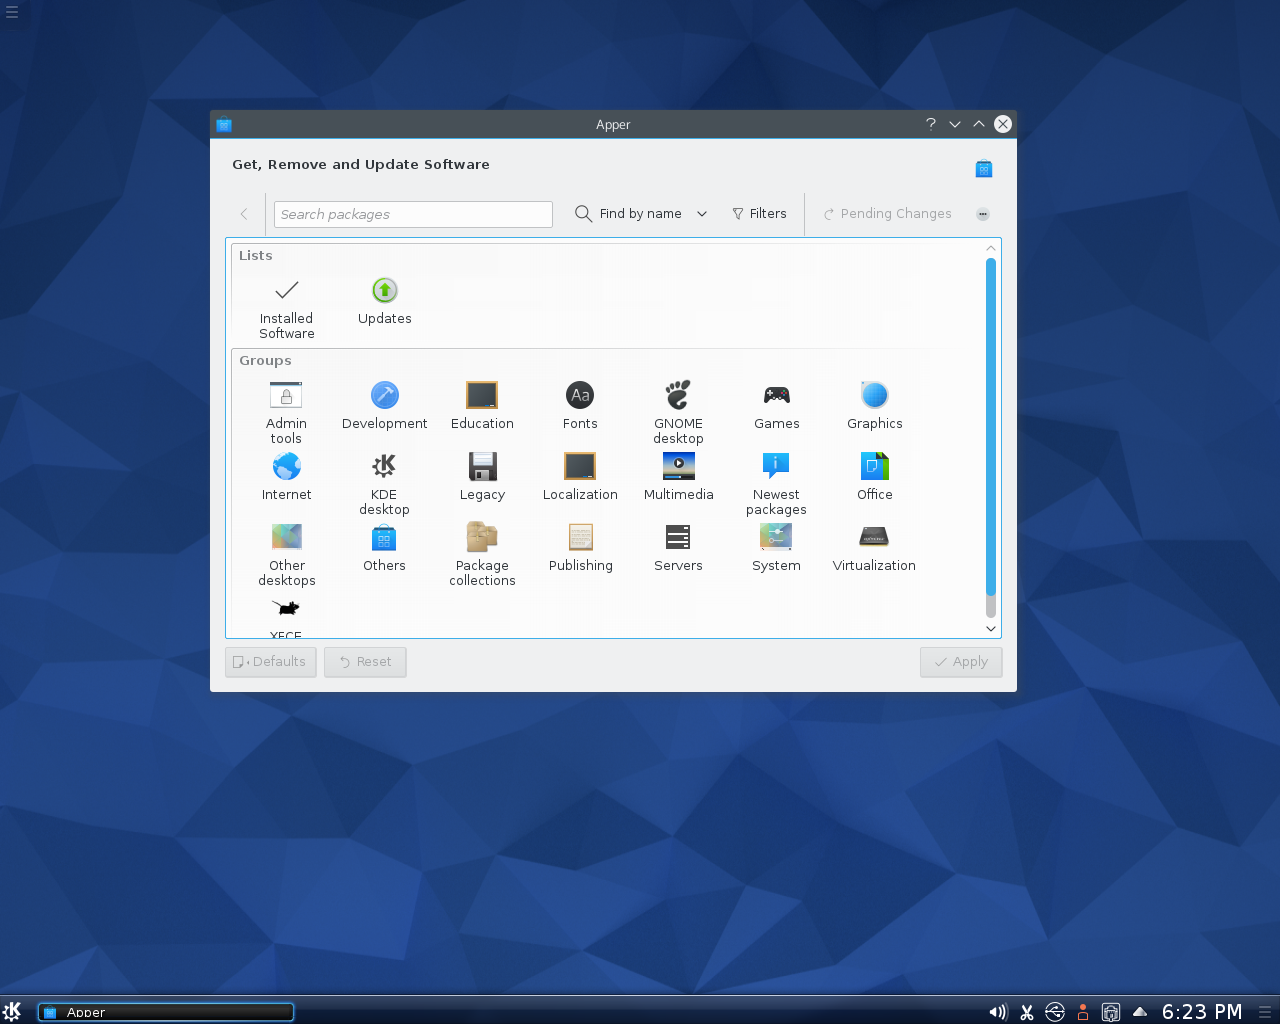 Apper
Get, Remove and Update Software
Search packages
Find by name
Filters
Pending Changes
Lists
Installed
Software
Updates
Groups
Admin
tools
Development
Education
Aa
Fonts
GNOME
desktop
Games
Graphics
Internet
KDE
desktop
Legacy
Localization
Multimedia
Newest
packages
Office
Other
desktops
Others
Package
collections
Publishing
Servers
System
Virtualization
XFCE
Defaults
Reset
Apply
Apper
6:23 PM